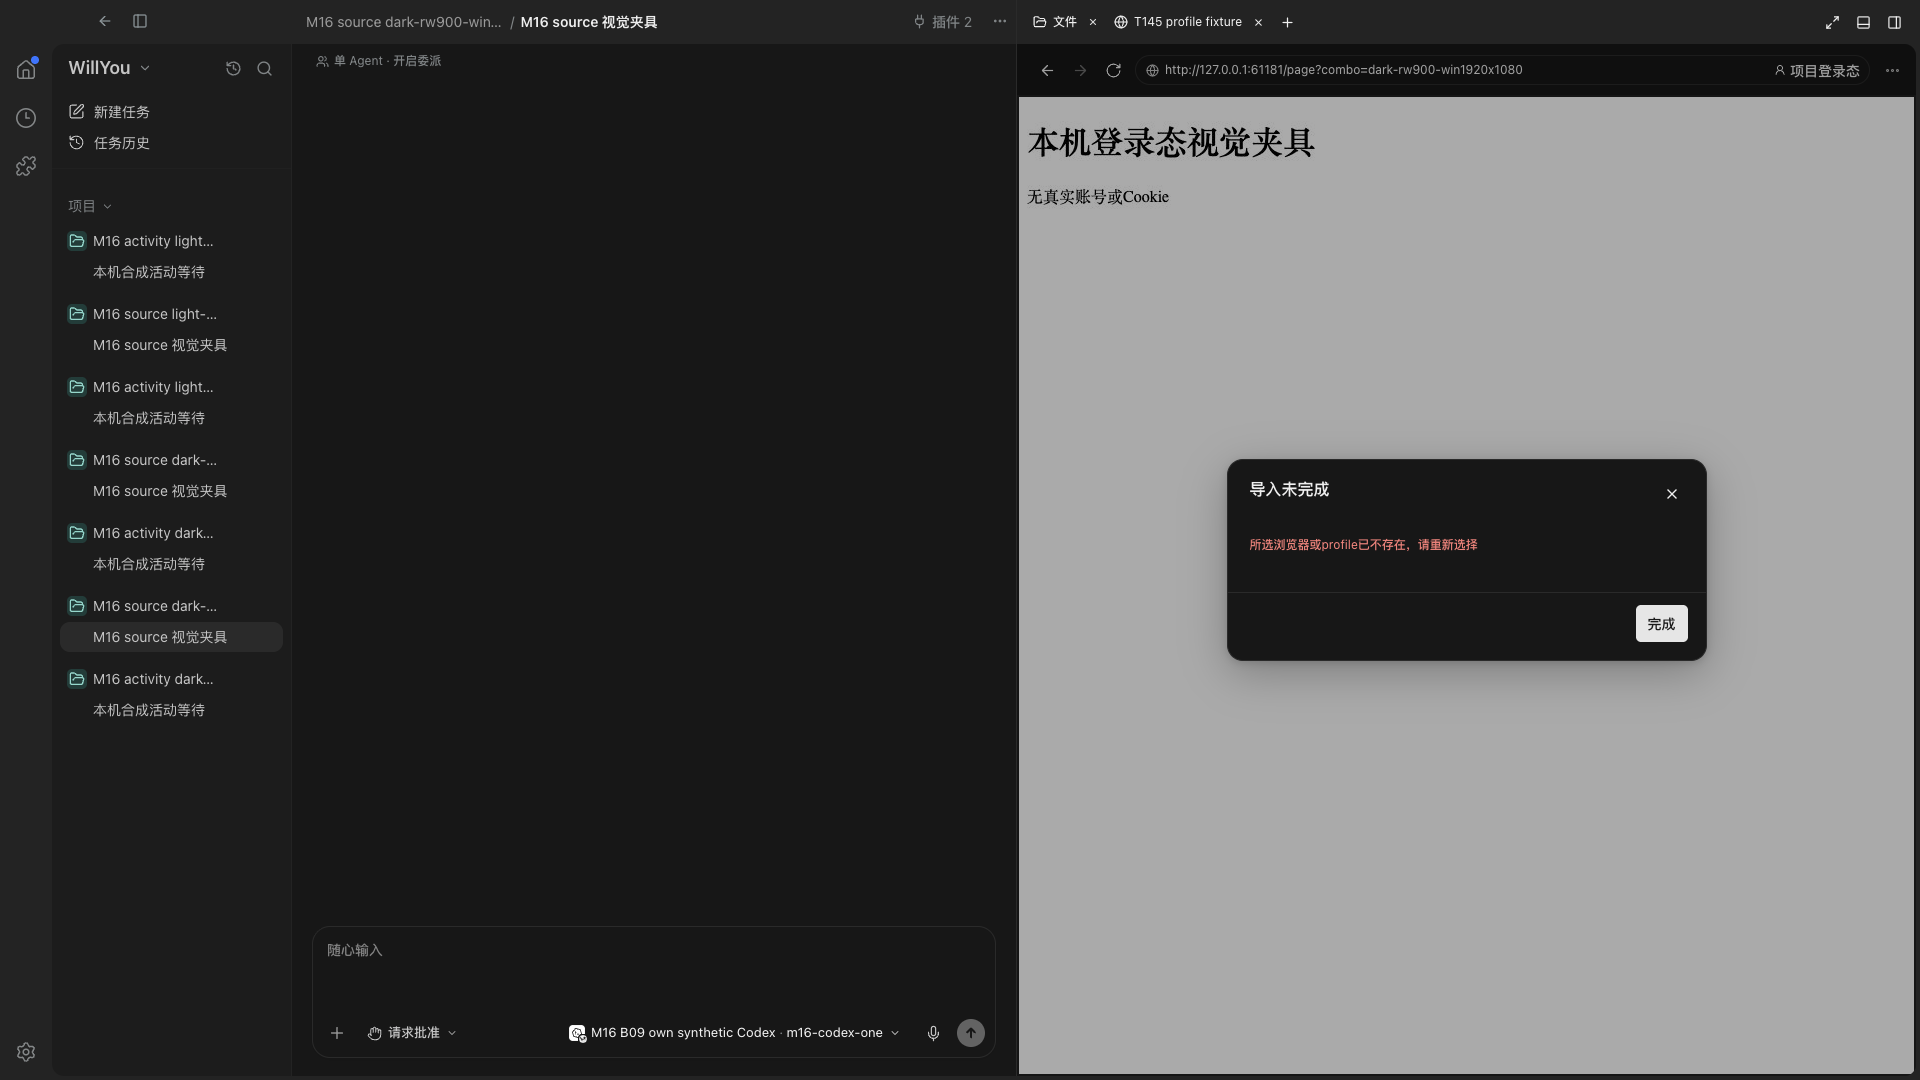 M16 source dark-rw900-win... / M16 source 视觉夹具
插件 2
文件
T145 profile fixture
WillYou
新建任务
任务历史
项目
M16 activity light...
本机合成活动等待
M16 source light-...
M16 source 视觉夹具
M16 activity light...
本机合成活动等待
M16 source dark-...
M16 source 视觉夹具
M16 activity dark...
本机合成活动等待
M16 source dark-...
M16 source 视觉夹具
M16 activity dark...
本机合成活动等待
单 Agent · 开启委派
随心输入
请求批准
M16 B09 own synthetic Codex · m16-codex-one
http://127.0.0.1:61181/page?combo=dark-rw900-win1920x1080
项目登录态
本机登录态视觉夹具
无真实账号或Cookie
导入未完成
所选浏览器或profile已不存在，请重新选择
完成